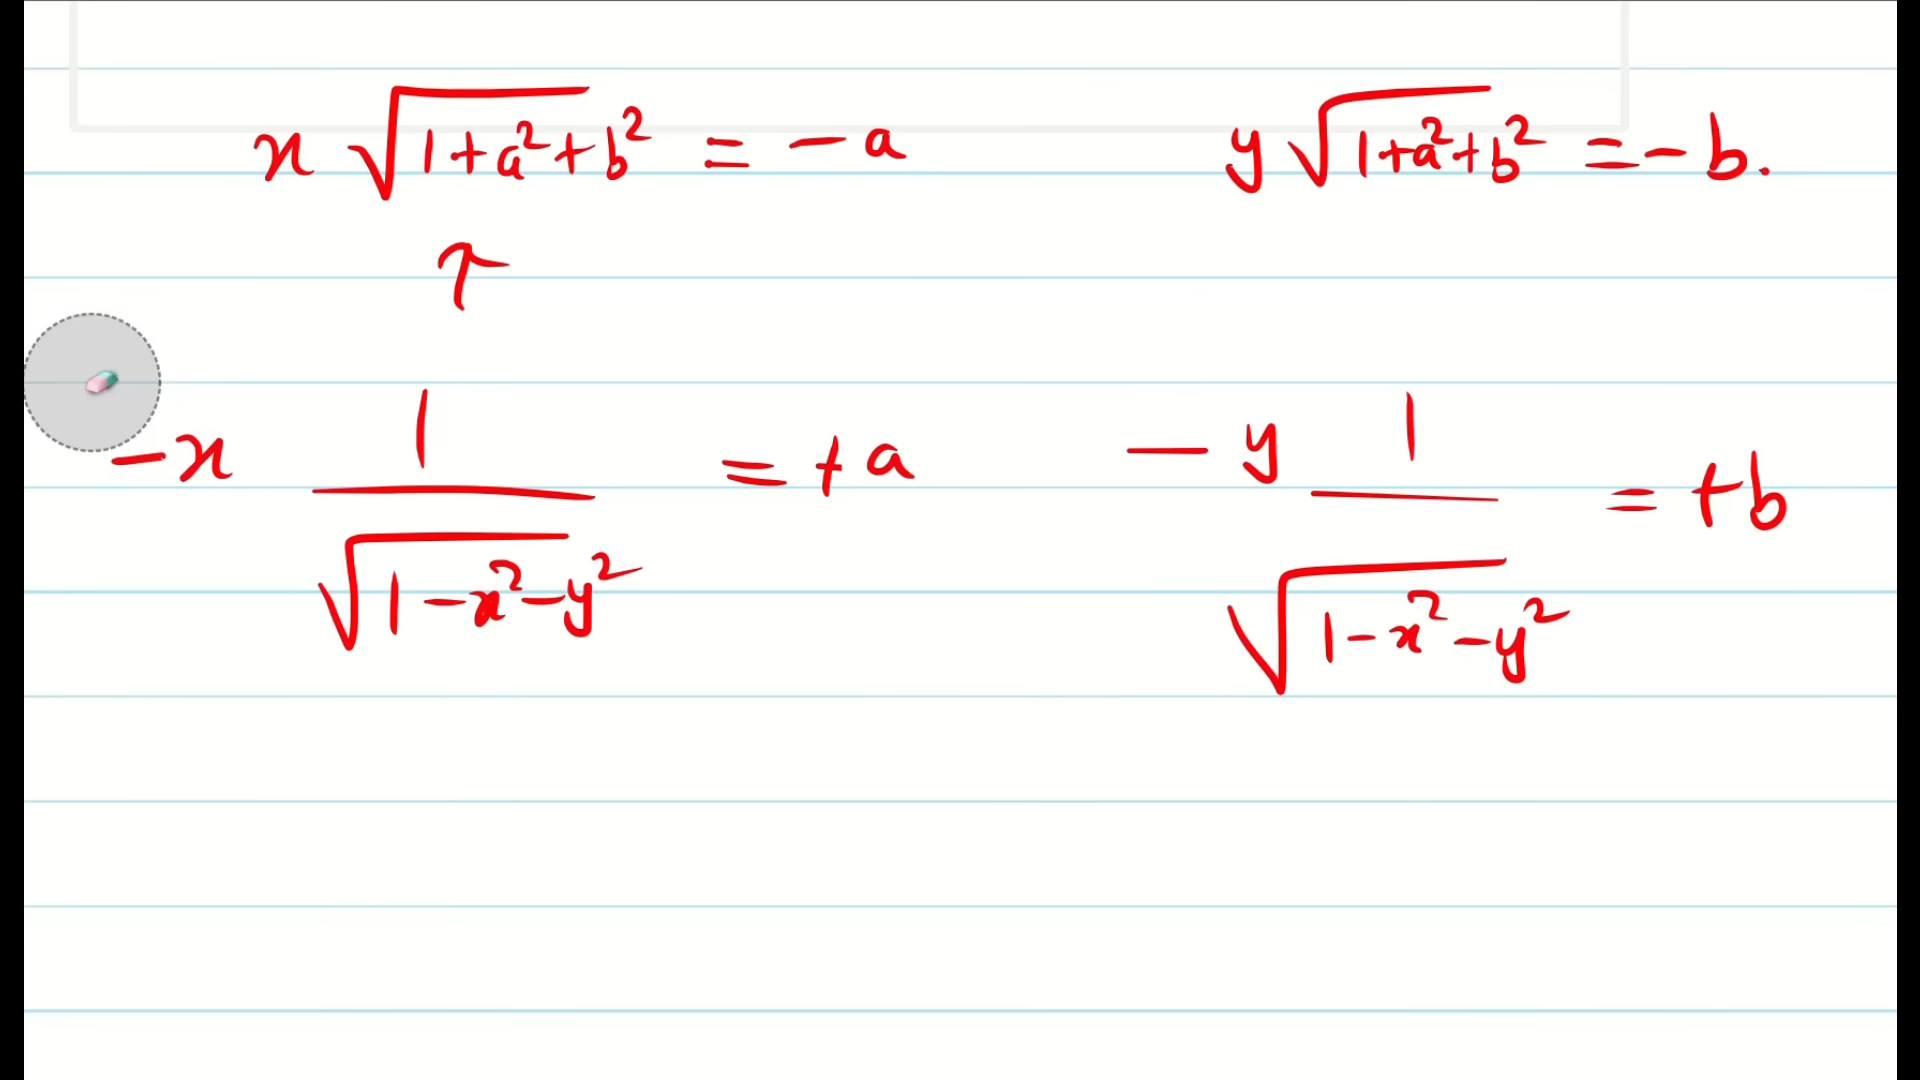 x √(1+a²+b²) = -a    y √(1+a²+b²) = -b.
-x 1/√(1-x²-y²) = +a    -y 1/√(1-x²-y²) = +b